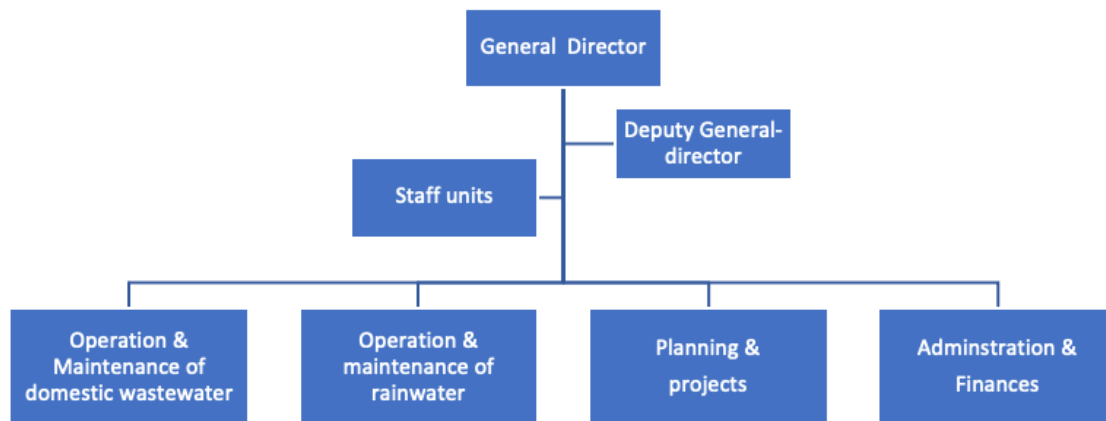 General  Director
Deputy General-
director
Staff units
Operation &
Maintenance of
domestic wastewater
Operation &
maintenance of
rainwater
Planning &
projects
Adminstration &
Finances